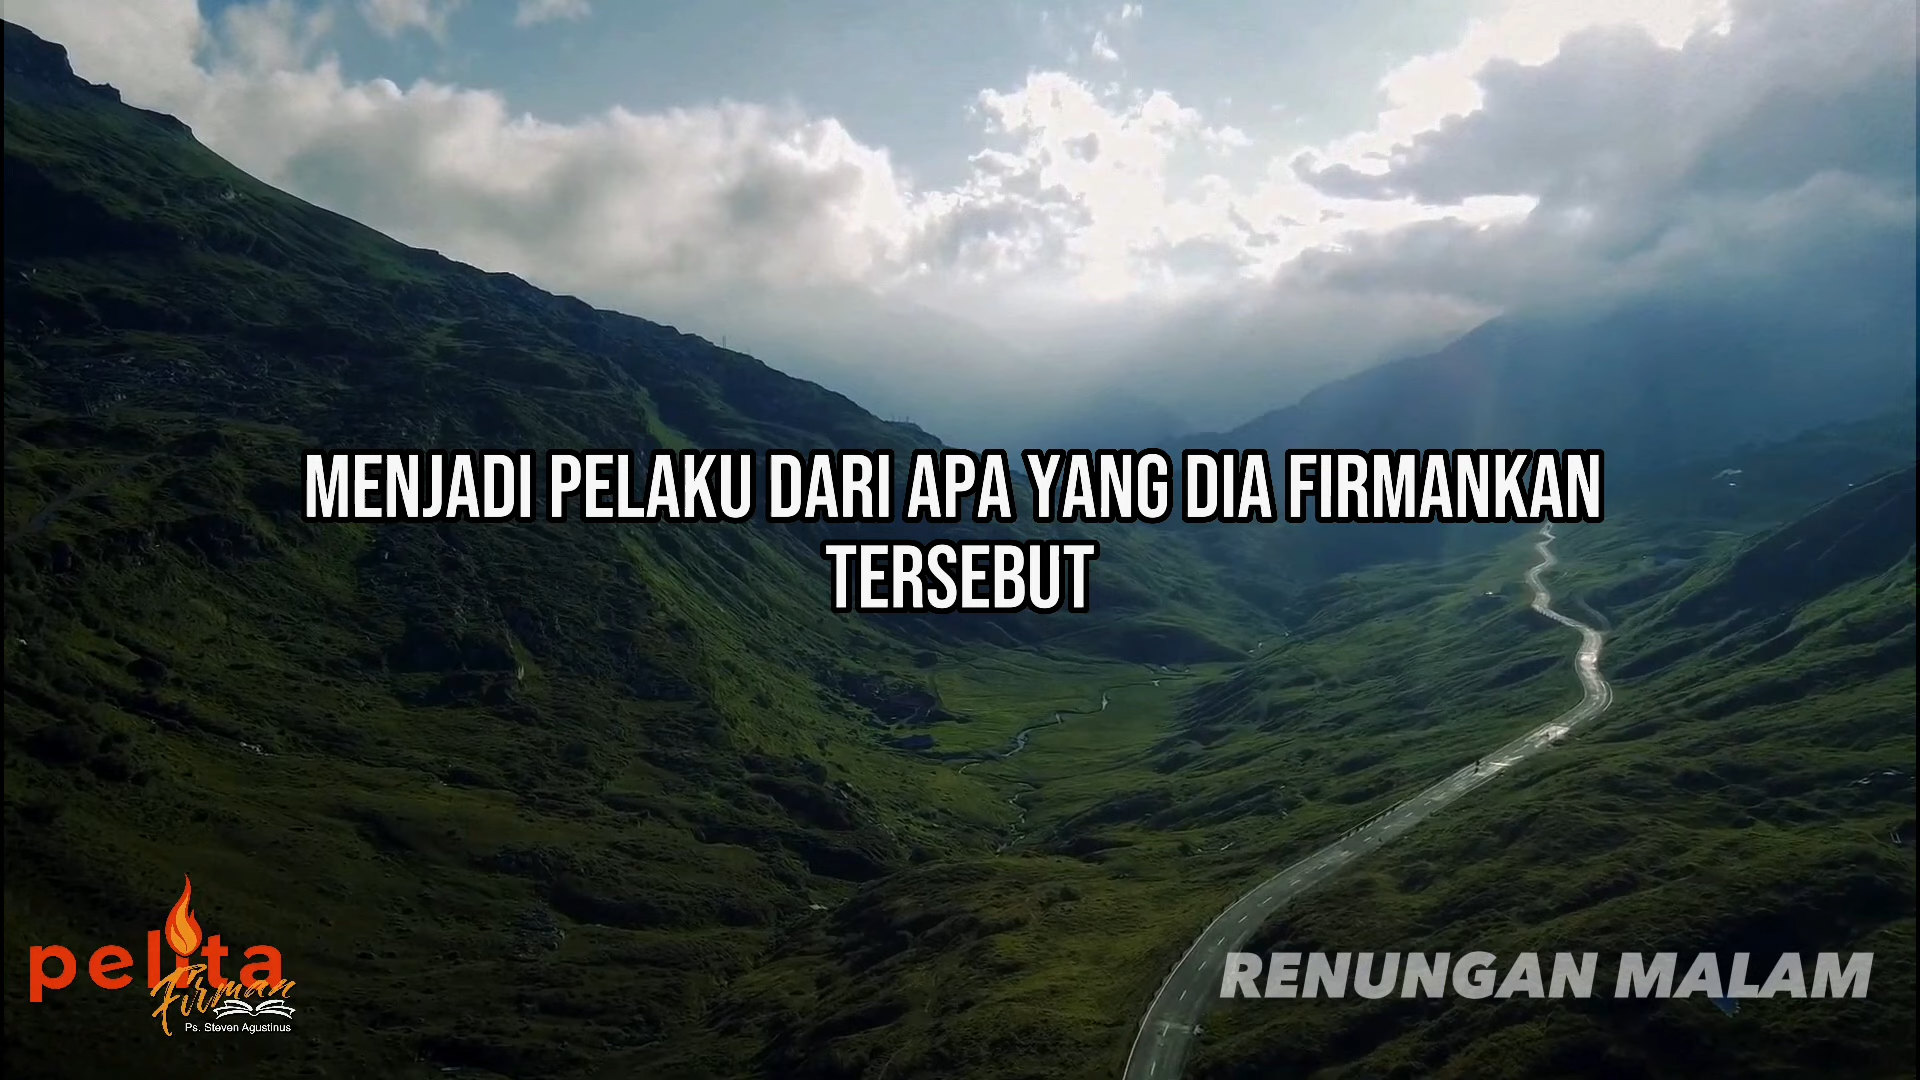 MENJADI PELAKU DARI APA YANG DIA FIRMANKAN
TERSEBUT
pelita
Firman
Ps. Steven Agustinus
RENUNGAN MALAM